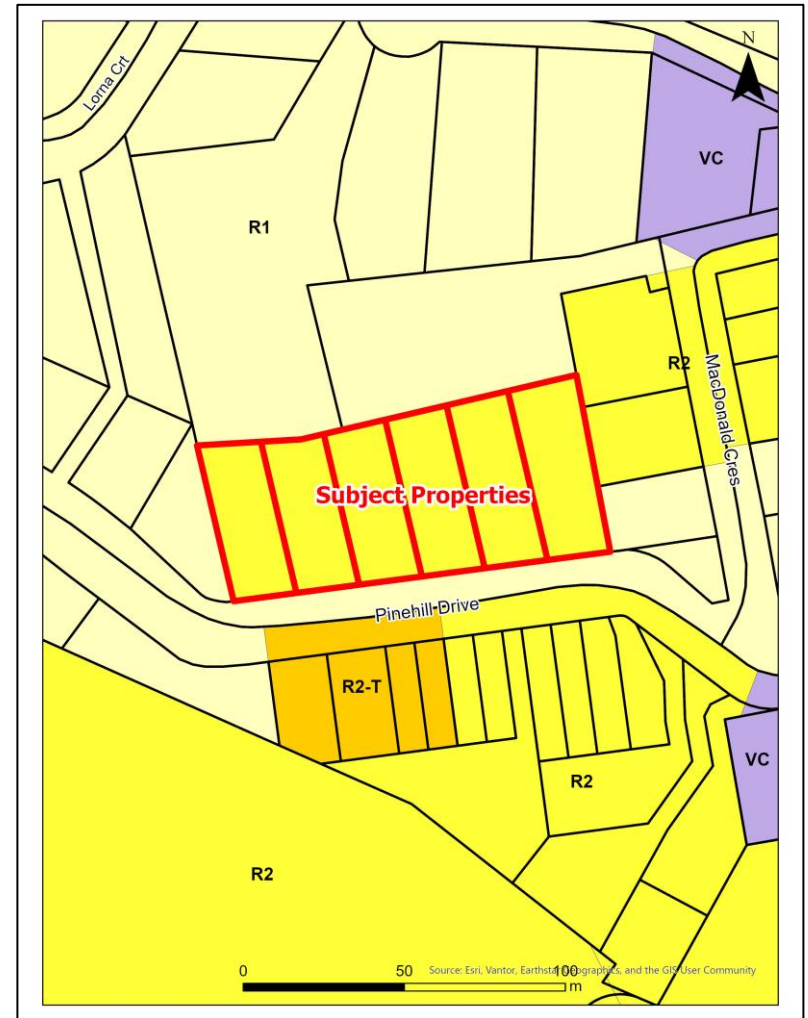 N
Lorna Crt
VC
R1
R2
MacDonald Cres
Subject Properties
Pinehill Drive
R2-T
VC
R2
R2
0 50 100
m
Source: Esri, Vantor, Earthstar Geographics, and the GIS User Community